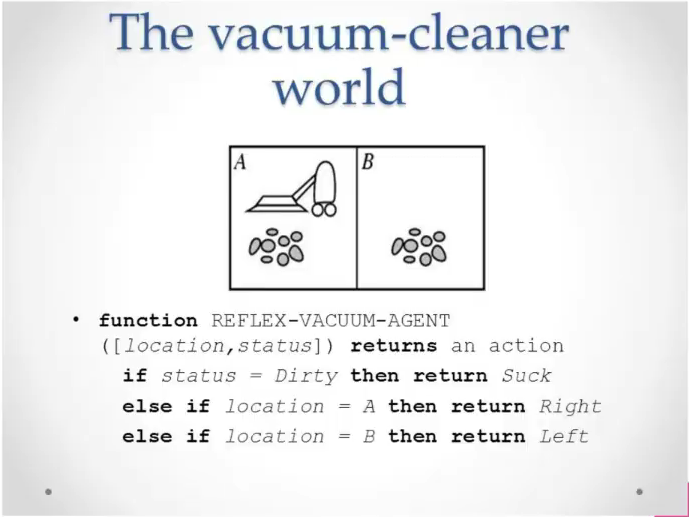 The vacuum-cleaner
world
A
B
• function REFLEX-VACUUM-AGENT
([location,status]) returns an action
if status = Dirty then return Suck
else if location = A then return Right
else if location = B then return Left